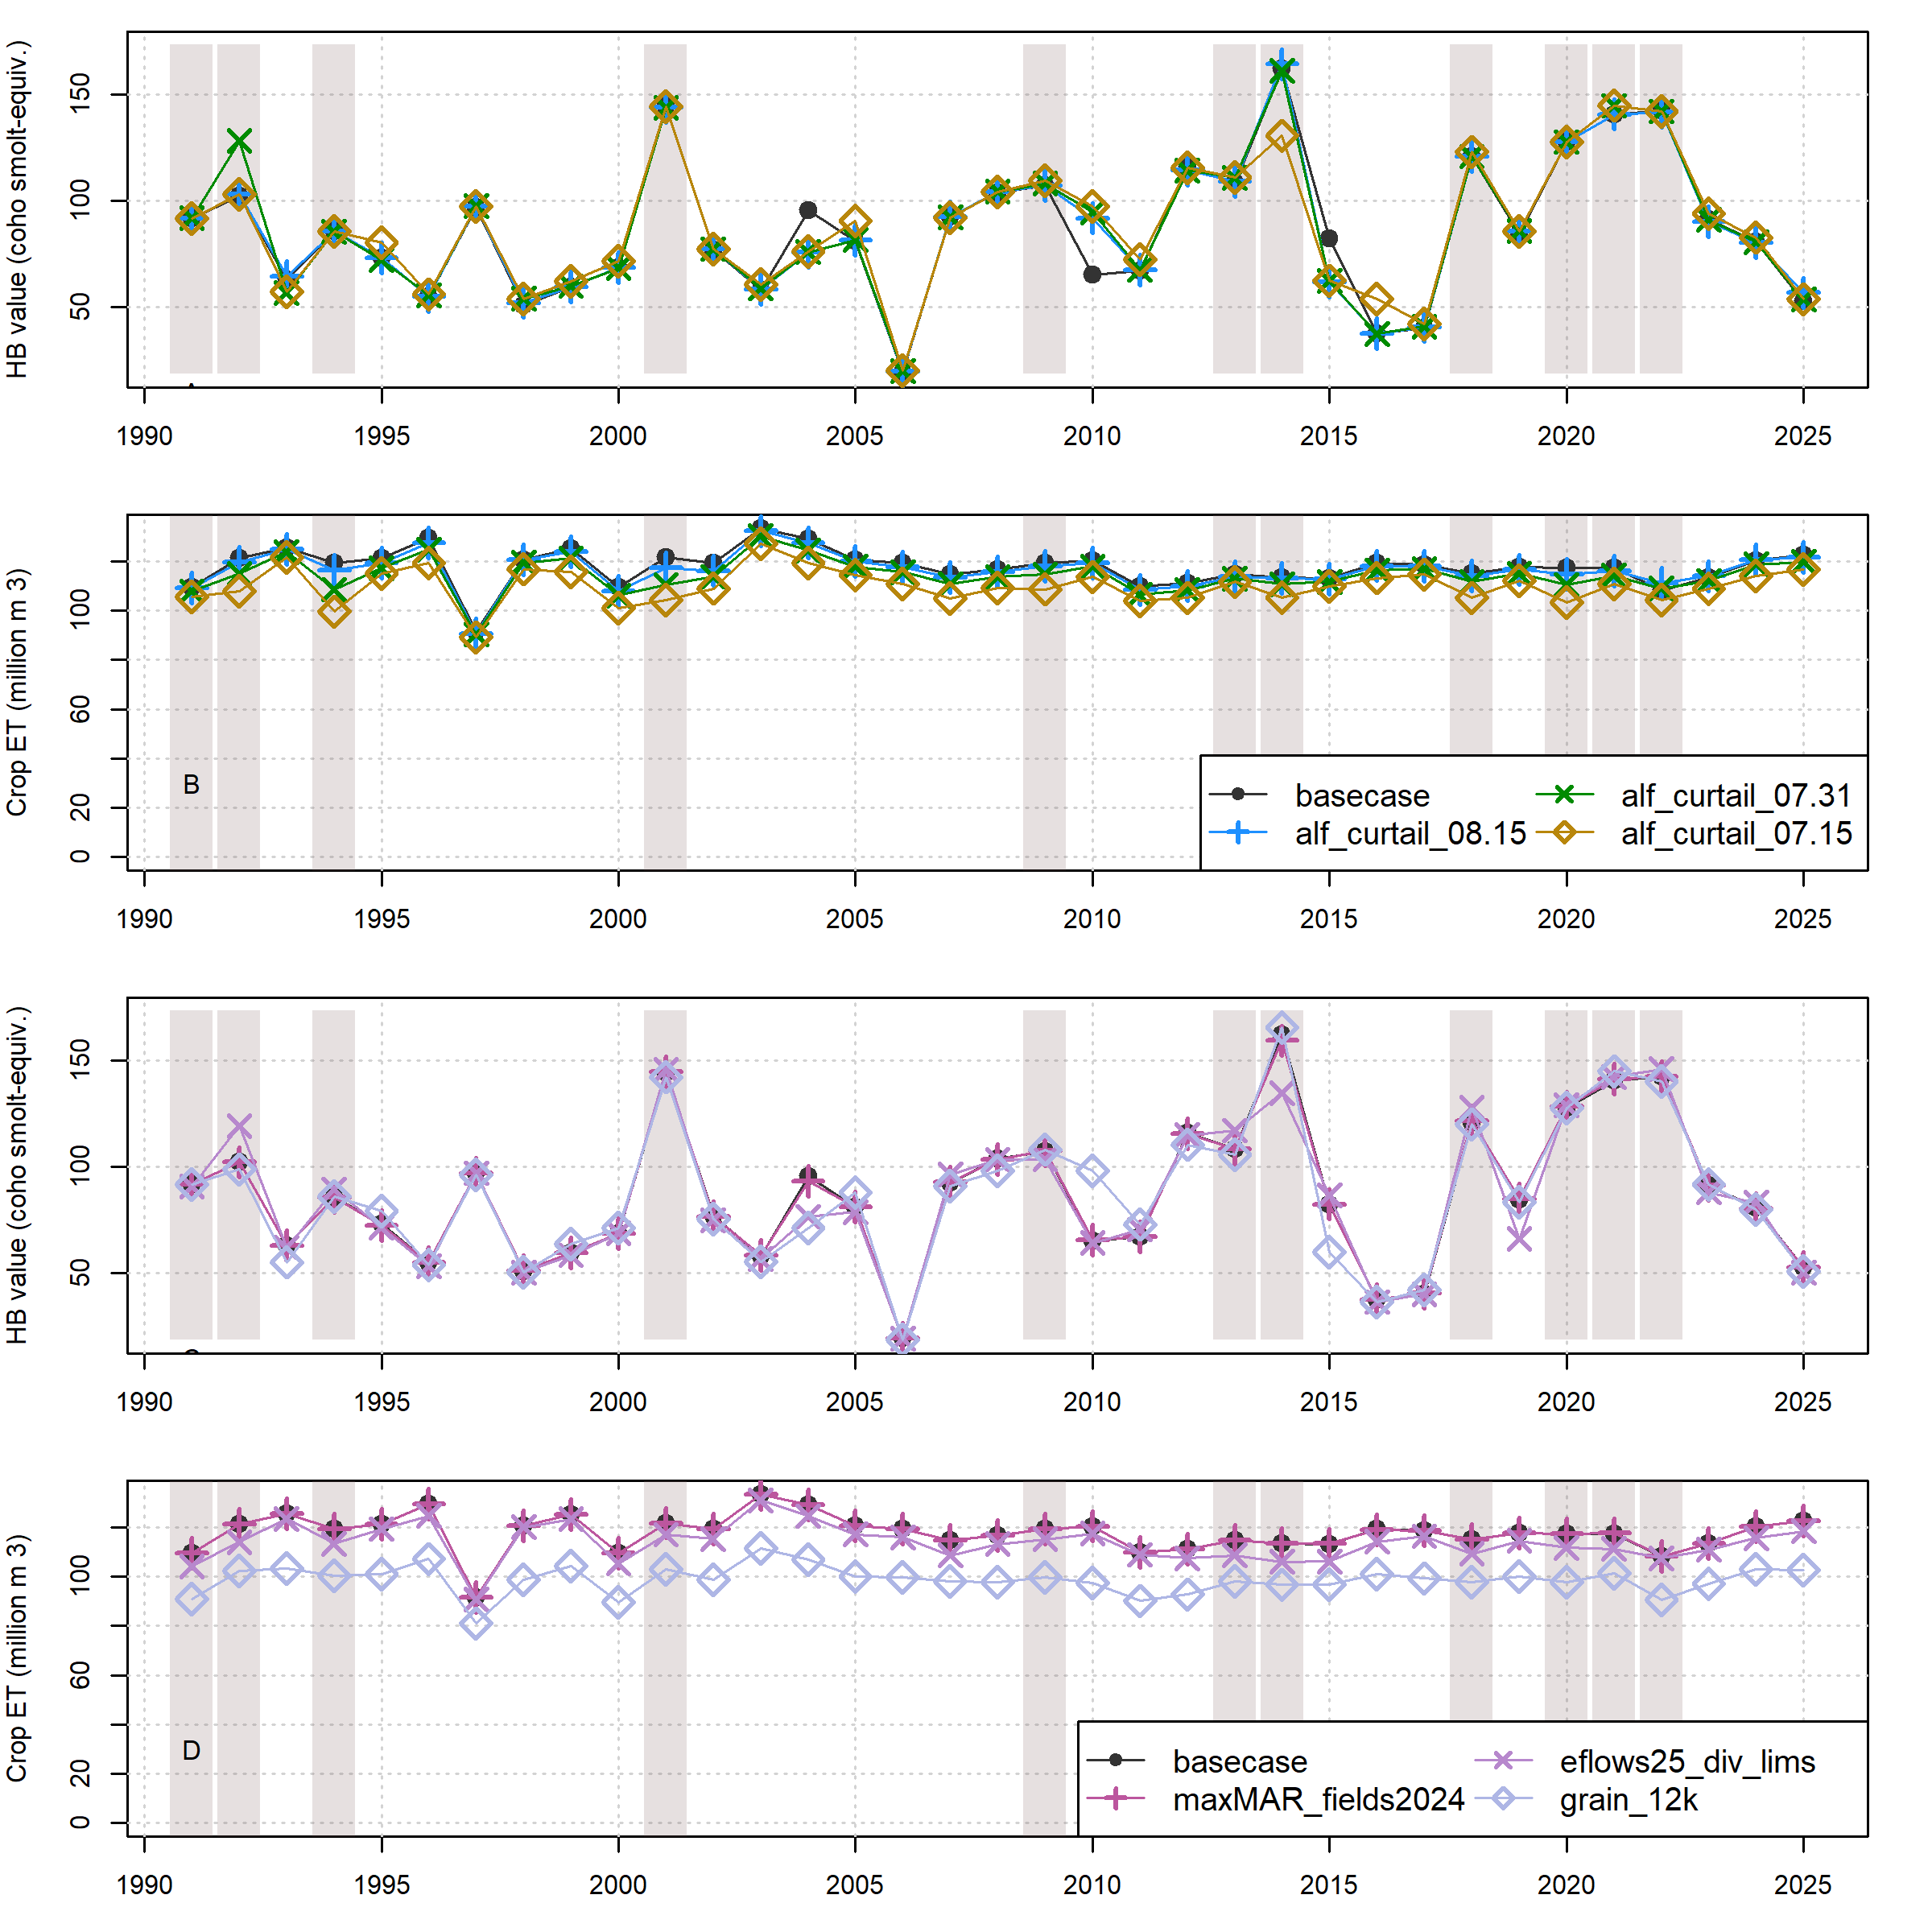 HB value (coho smolt-equiv.)
150
100
50
1990 1995 2000 2005 2010 2015 2020 2025
Crop ET (million m 3)
100
60
20
0
B
basecase alf_curtail_07.31
alf_curtail_08.15 alf_curtail_07.15
1990 1995 2000 2005 2010 2015 2020 2025
HB value (coho smolt-equiv.)
150
100
50
1990 1995 2000 2005 2010 2015 2020 2025
Crop ET (million m 3)
100
60
20
0
D
basecase eflows25_div_lims
maxMAR_fields2024 grain_12k
1990 1995 2000 2005 2010 2015 2020 2025